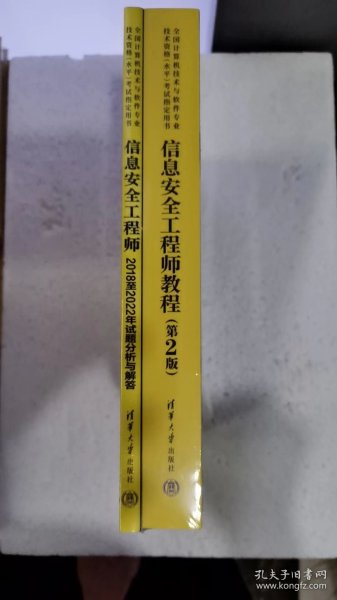 全国计算机技术与软件专业
技术资格(水平)考试指定用书
信息安全工程师
2018至2022年试题分析与解答
清华大学出版社
全国计算机技术与软件专业
技术资格(水平)考试指定用书
信息安全工程师教程(第2版)
清华大学出版社
孔夫子旧书网